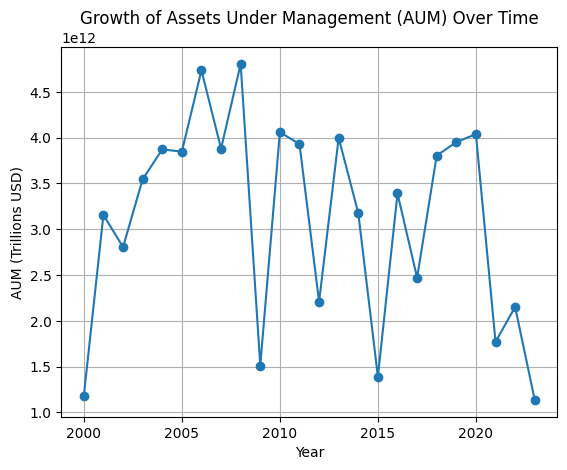 Growth of Assets Under Management (AUM) Over Time
1e12
4.5
4.0
3.5
3.0
2.5
2.0
1.5
1.0
AUM (Trillions USD)
2000 2005 2010 2015 2020
Year